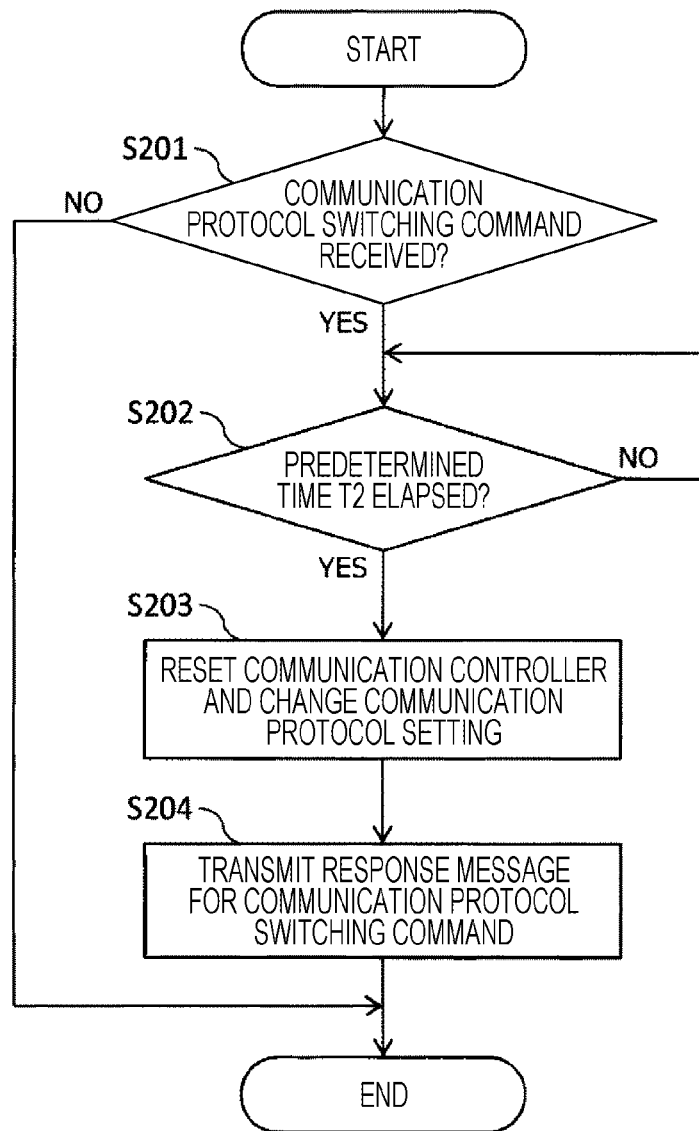 START
S201
COMMUNICATION
PROTOCOL SWITCHING COMMAND
RECEIVED?
NO
YES
S202
PREDETERMINED
TIME T2 ELAPSED?
NO
YES
S203
RESET COMMUNICATION CONTROLLER
AND CHANGE COMMUNICATION
PROTOCOL SETTING
S204
TRANSMIT RESPONSE MESSAGE
FOR COMMUNICATION PROTOCOL
SWITCHING COMMAND
END